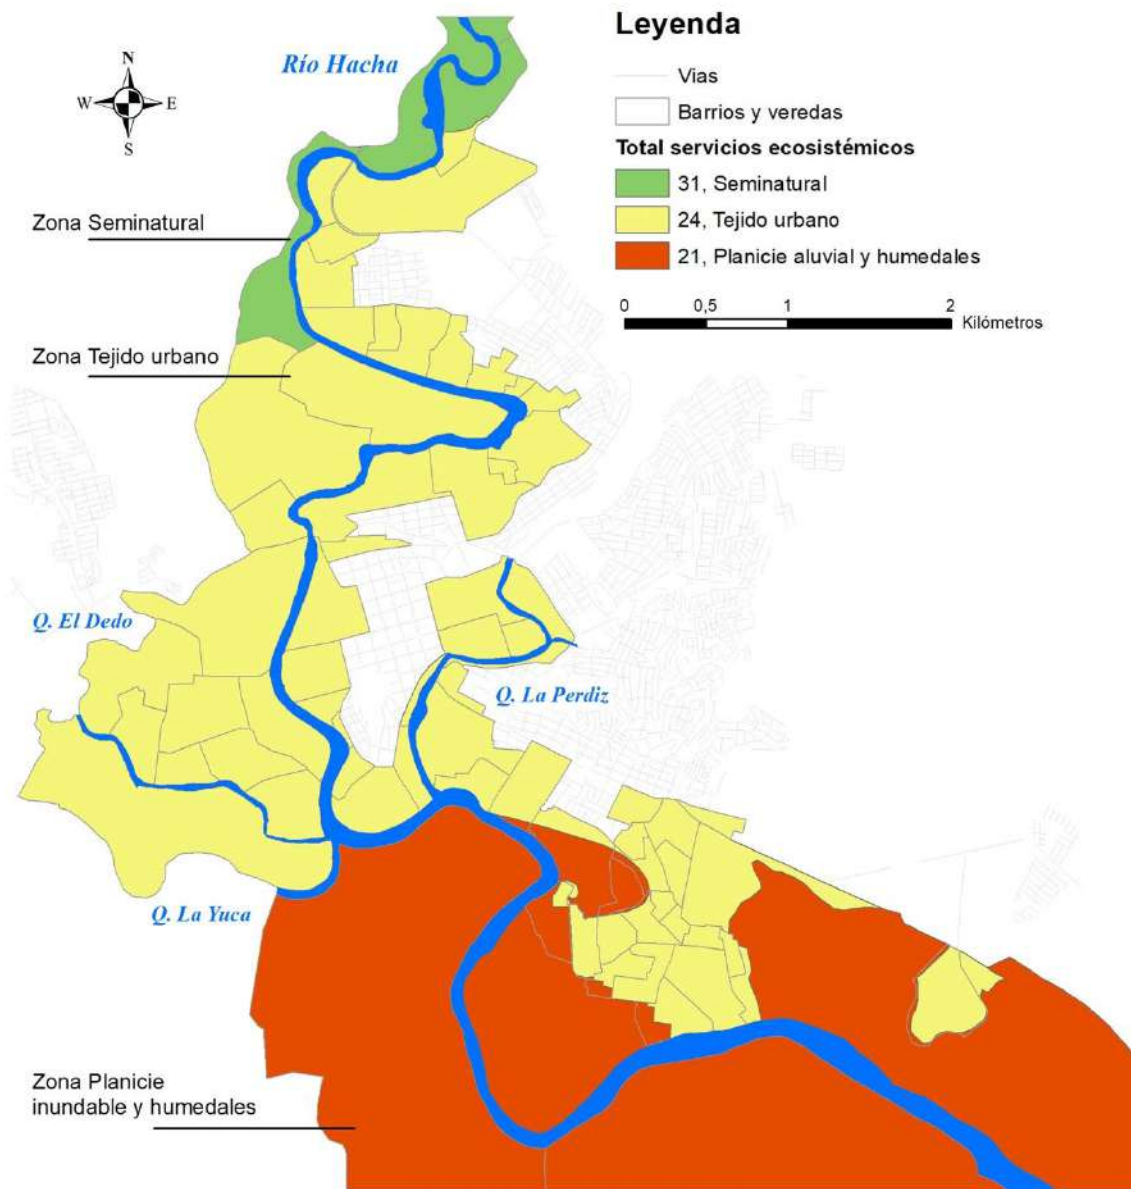 Leyenda
Río Hacha
N
W
E
S
Vias
Barrios y veredas
Total servicios ecosistémicos
31, Seminatural
24, Tejido urbano
21, Planicie aluvial y humedales
0 0,5 1 2
Kilómetros
Zona Seminatural
Zona Tejido urbano
Q. El Dedo
Q. La Perdiz
Q. La Yuca
Zona Planicie
inundable y humedales